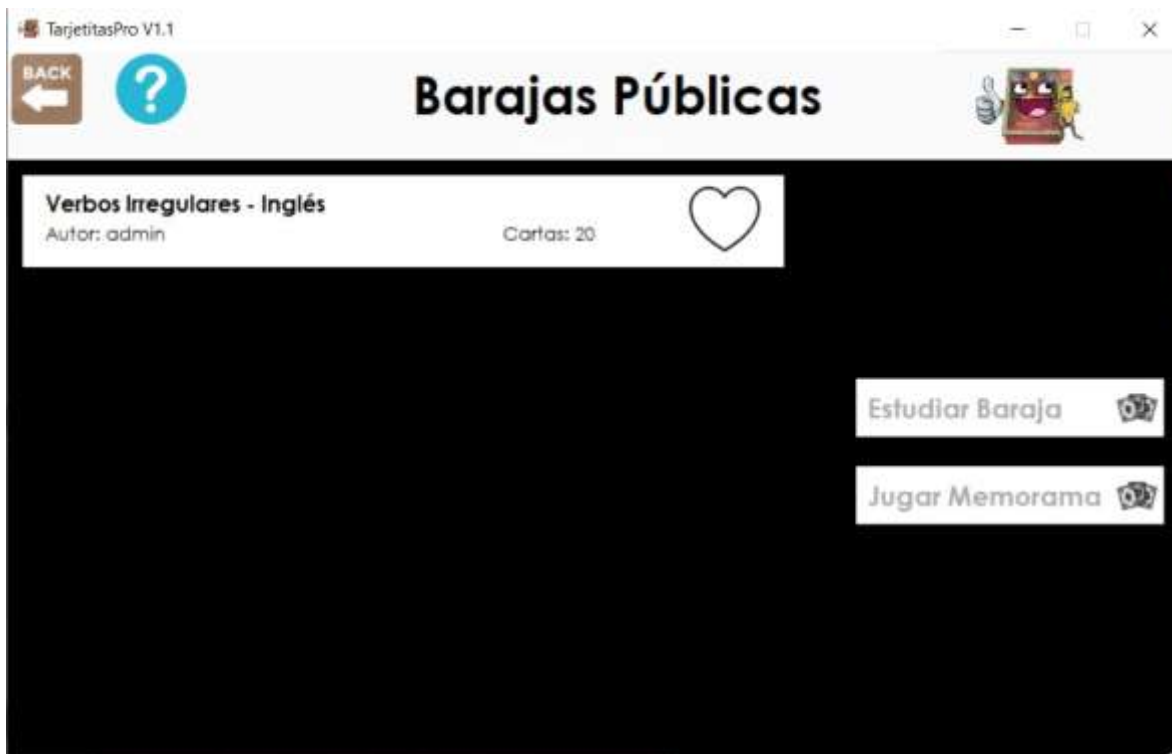 TarjetitasPro V1.1
BACK
?
Barajas Públicas
Verbos Irregulares - Inglés
Autor: admin
Cartas: 20
Estudiar Baraja
Jugar Memorama